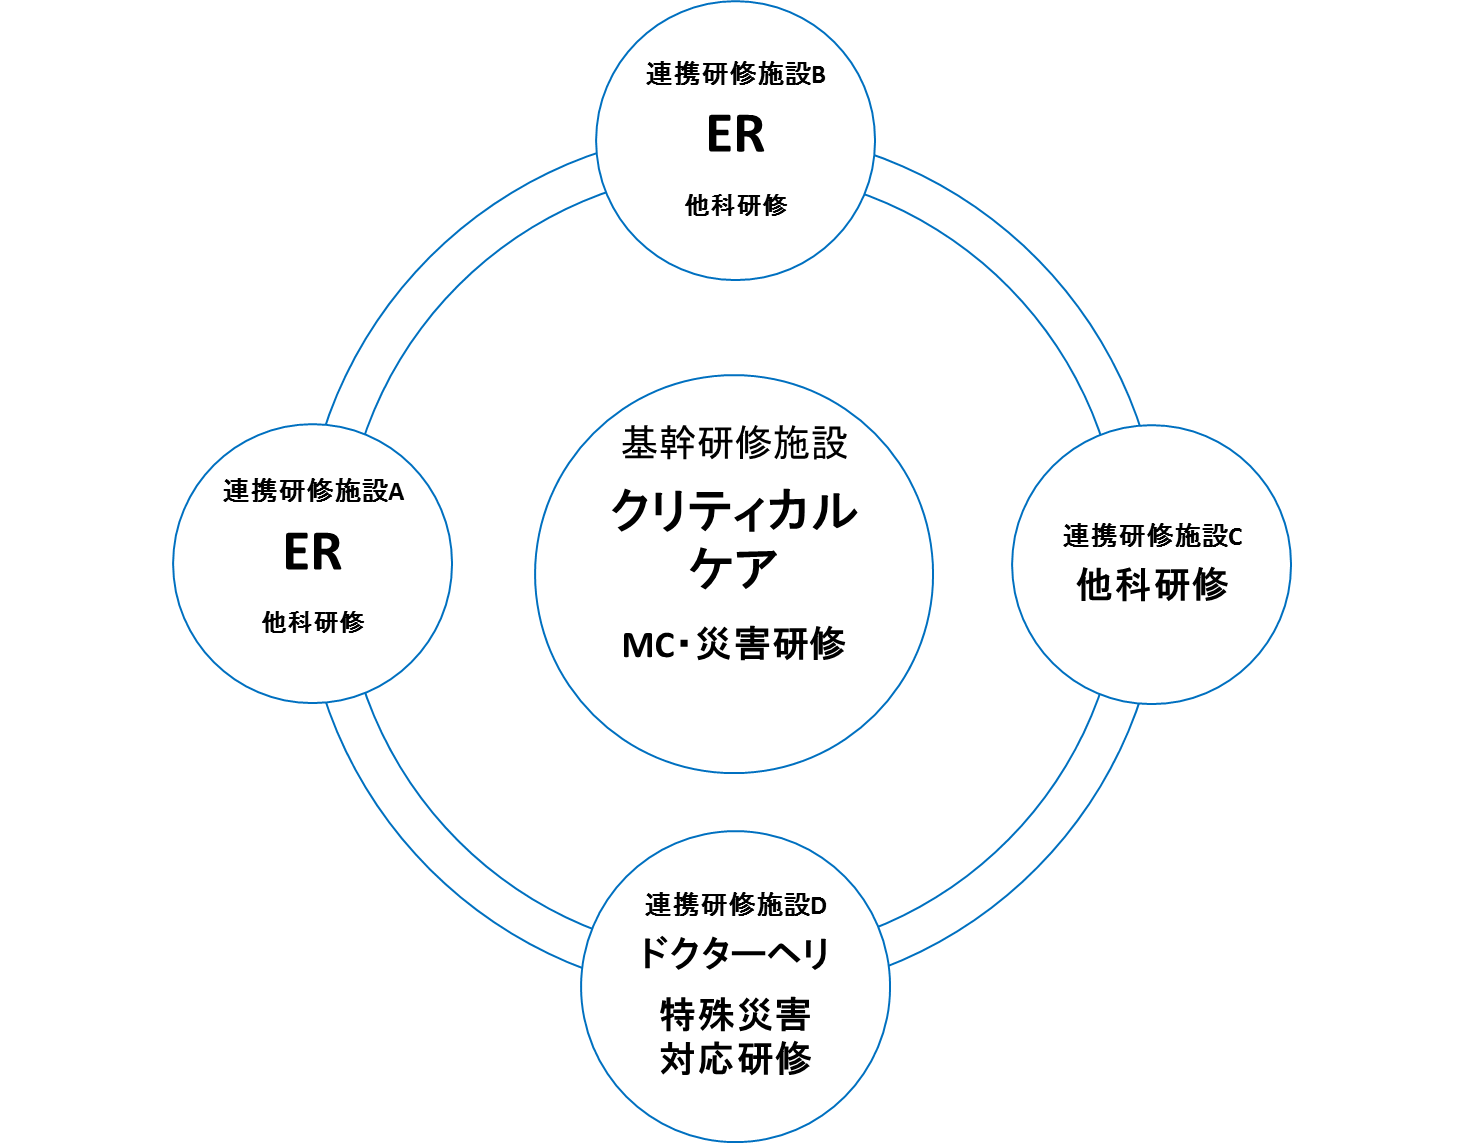 連携研修施設B
ER
他科研修
連携研修施設A
ER
他科研修
基幹研修施設
クリティカル
ケア
MC・災害研修
連携研修施設C
他科研修
連携研修施設D
ドクターヘリ
特殊災害
対応研修